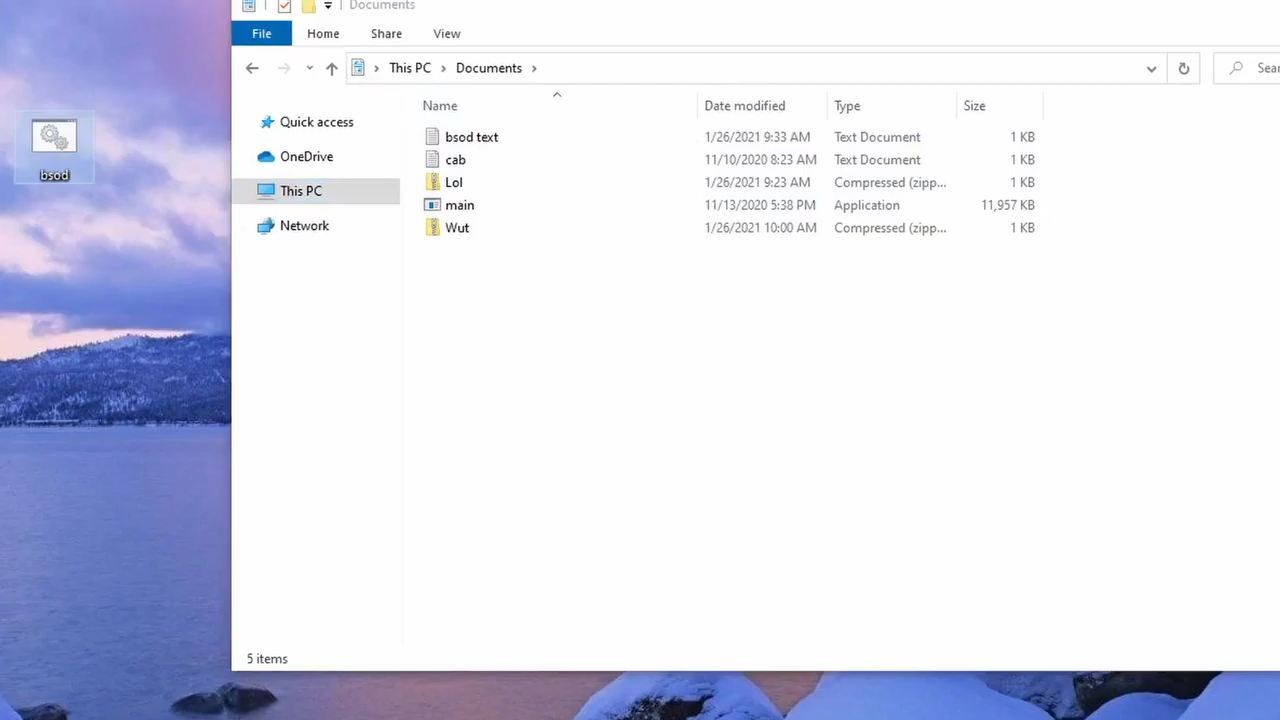 Documents
File Home Share View
This PC Documents
Sea
Name Date modified Type Size
Quick access
OneDrive
This PC
Network
bsod text 1/26/2021 9:33 AM Text Document 1 KB
cab 11/10/2020 8:23 AM Text Document 1 KB
Lol 1/26/2021 9:23 AM Compressed (zipp... 1 KB
main 11/13/2020 5:38 PM Application 11,957 KB
Wut 1/26/2021 10:00 AM Compressed (zipp... 1 KB
bsod
5 items